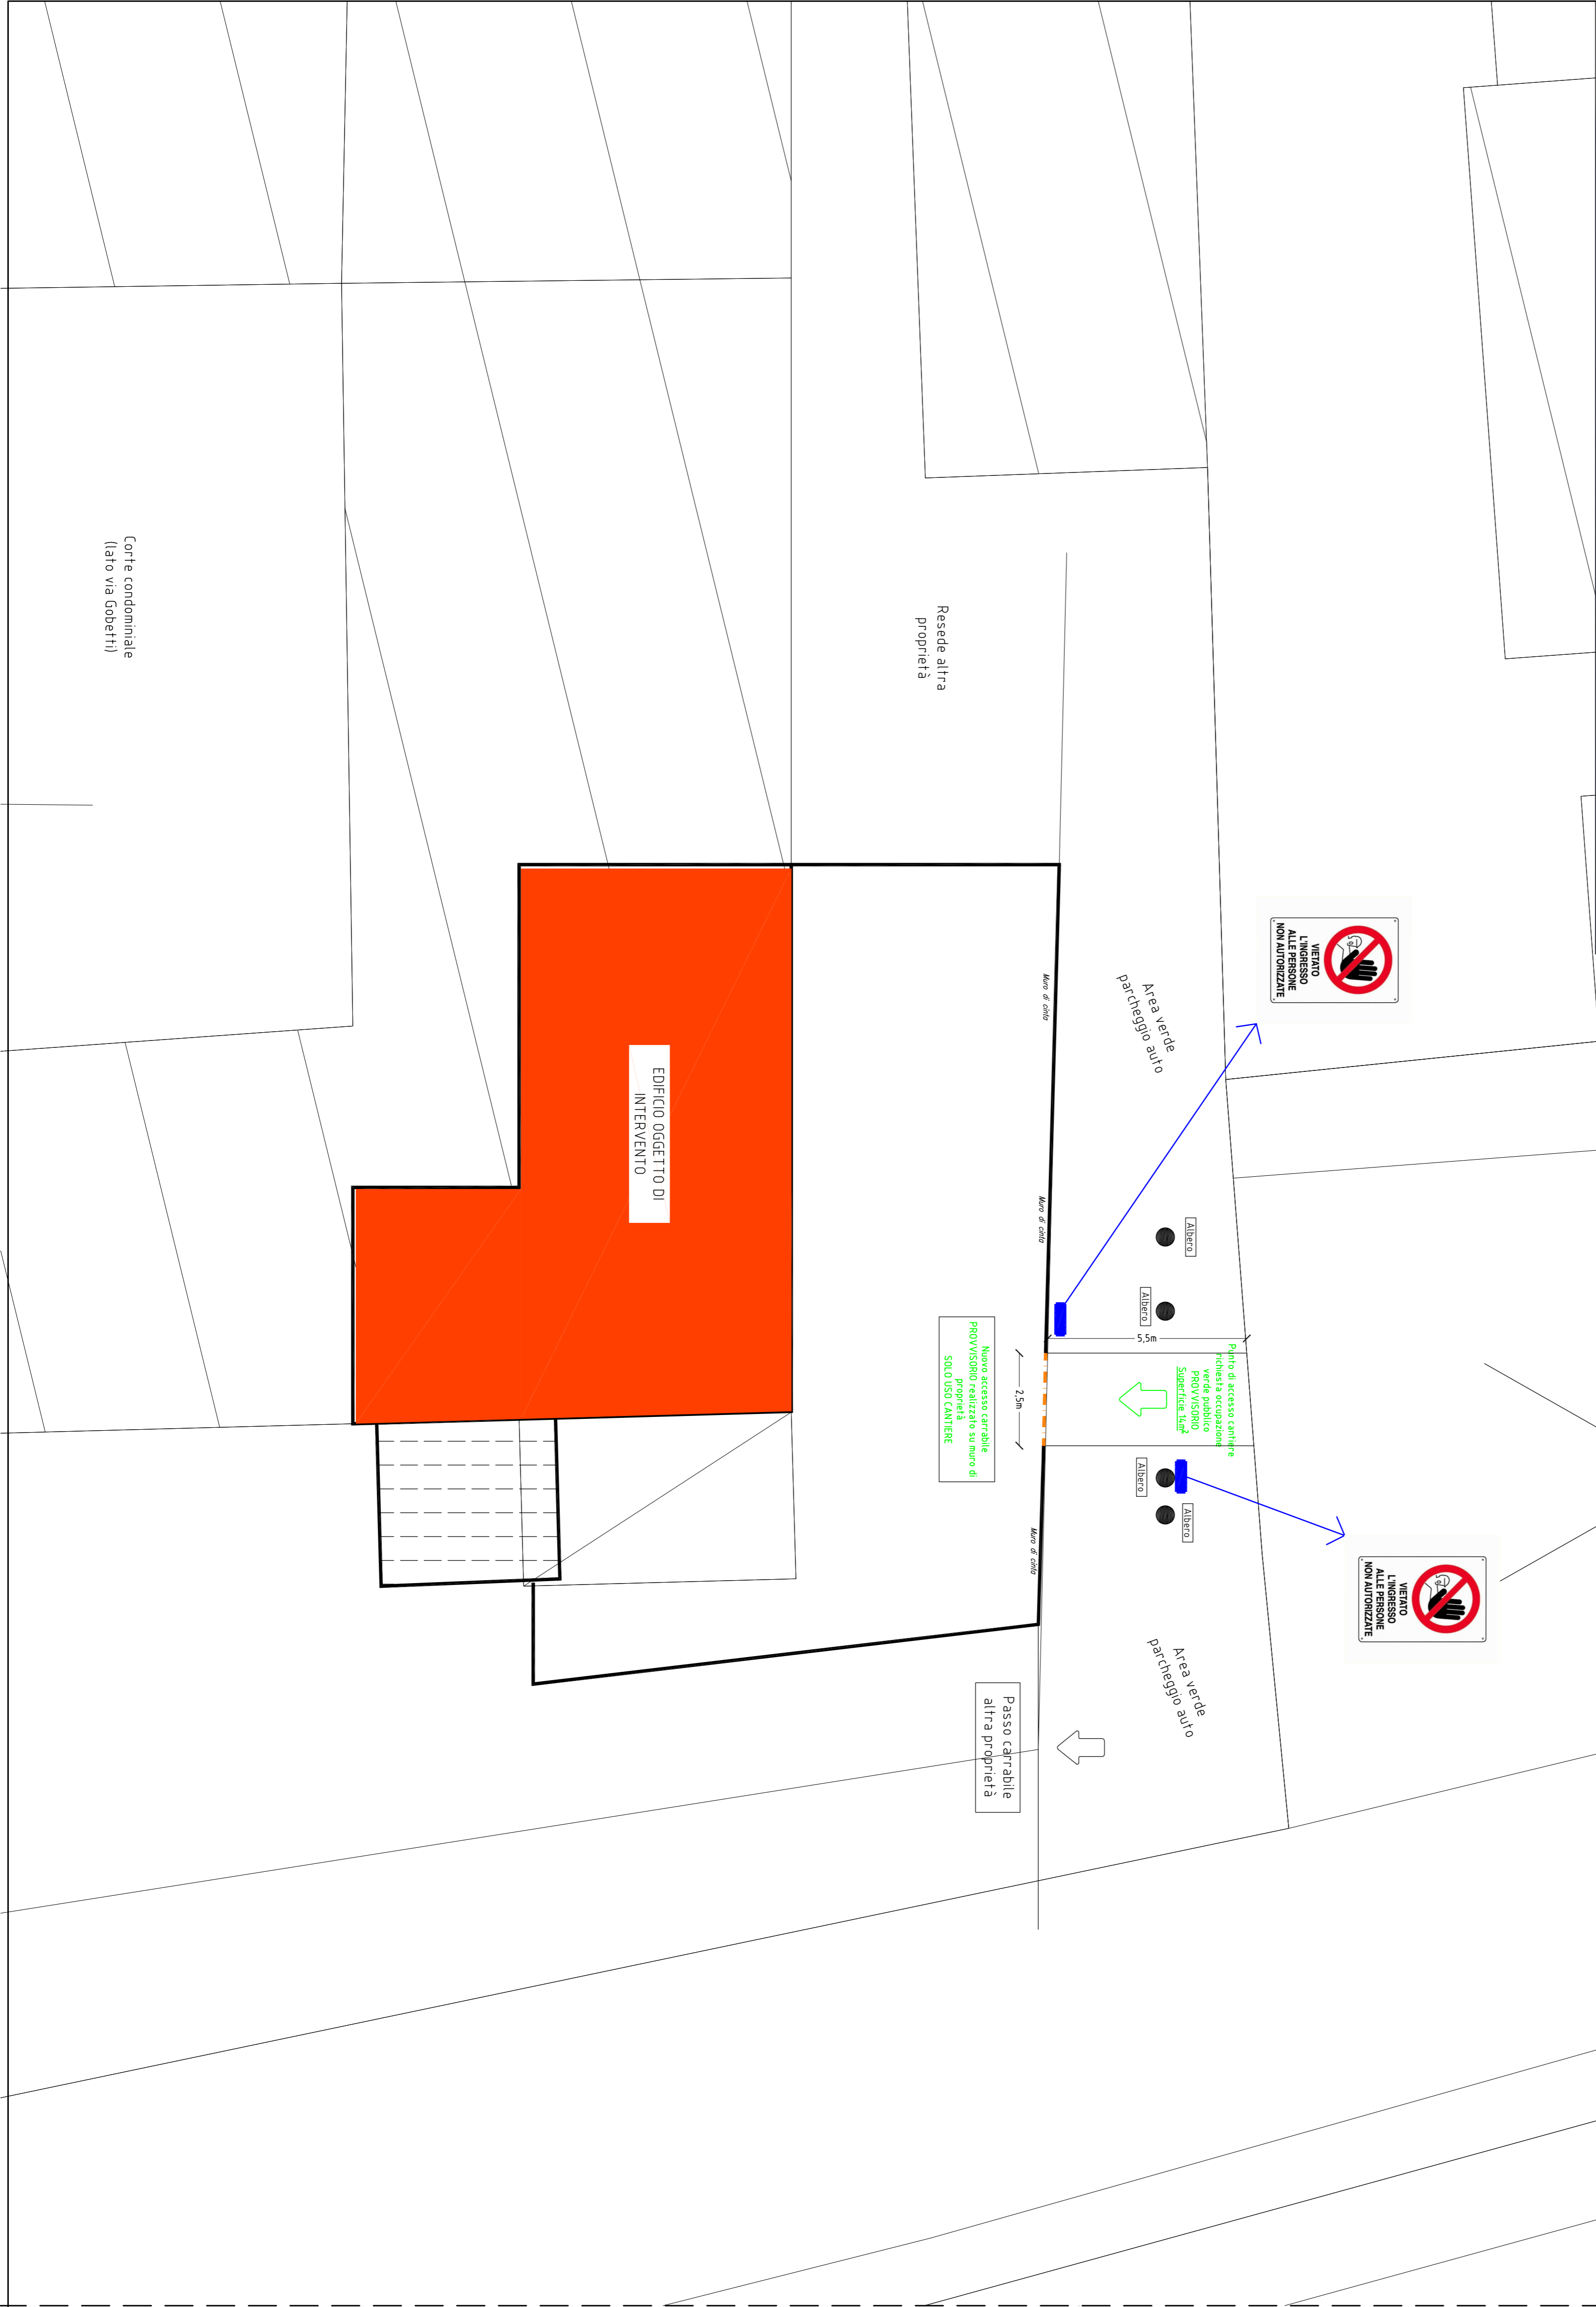 VIETATO
L'INGRESSO
ALLE PERSONE
NON AUTORIZZATE
VIETATO
L'INGRESSO
ALLE PERSONE
NON AUTORIZZATE
Area verde
parcheggio auto
Albero
Albero
5,5m
Punto di accesso cantiere
richiesta occupazione
verde pubblico
PROVVISORIO
Superficie 14m²
Albero
Albero
Area verde
parcheggio auto
Muro di cinta
Muro di cinta
Muro di cinta
2,5m
Nuovo accesso carrabile
PROVVISORIO realizzato su muro di
proprietà
SOLO USO CANTIERE
Passo carrabile
altra proprietà
Resede altra
proprietà
EDIFICIO OGGETTO DI
INTERVENTO
Corte condominiale
(lato via Gobetti)